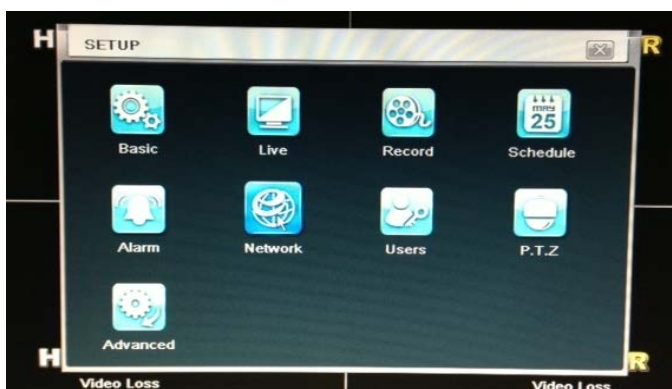 H
SETUP
R
MAY
25
Basic
Live
Record
Schedule
Alarm
Network
Users
P.T.Z
Advanced
H
R
Video Loss
Video Loss